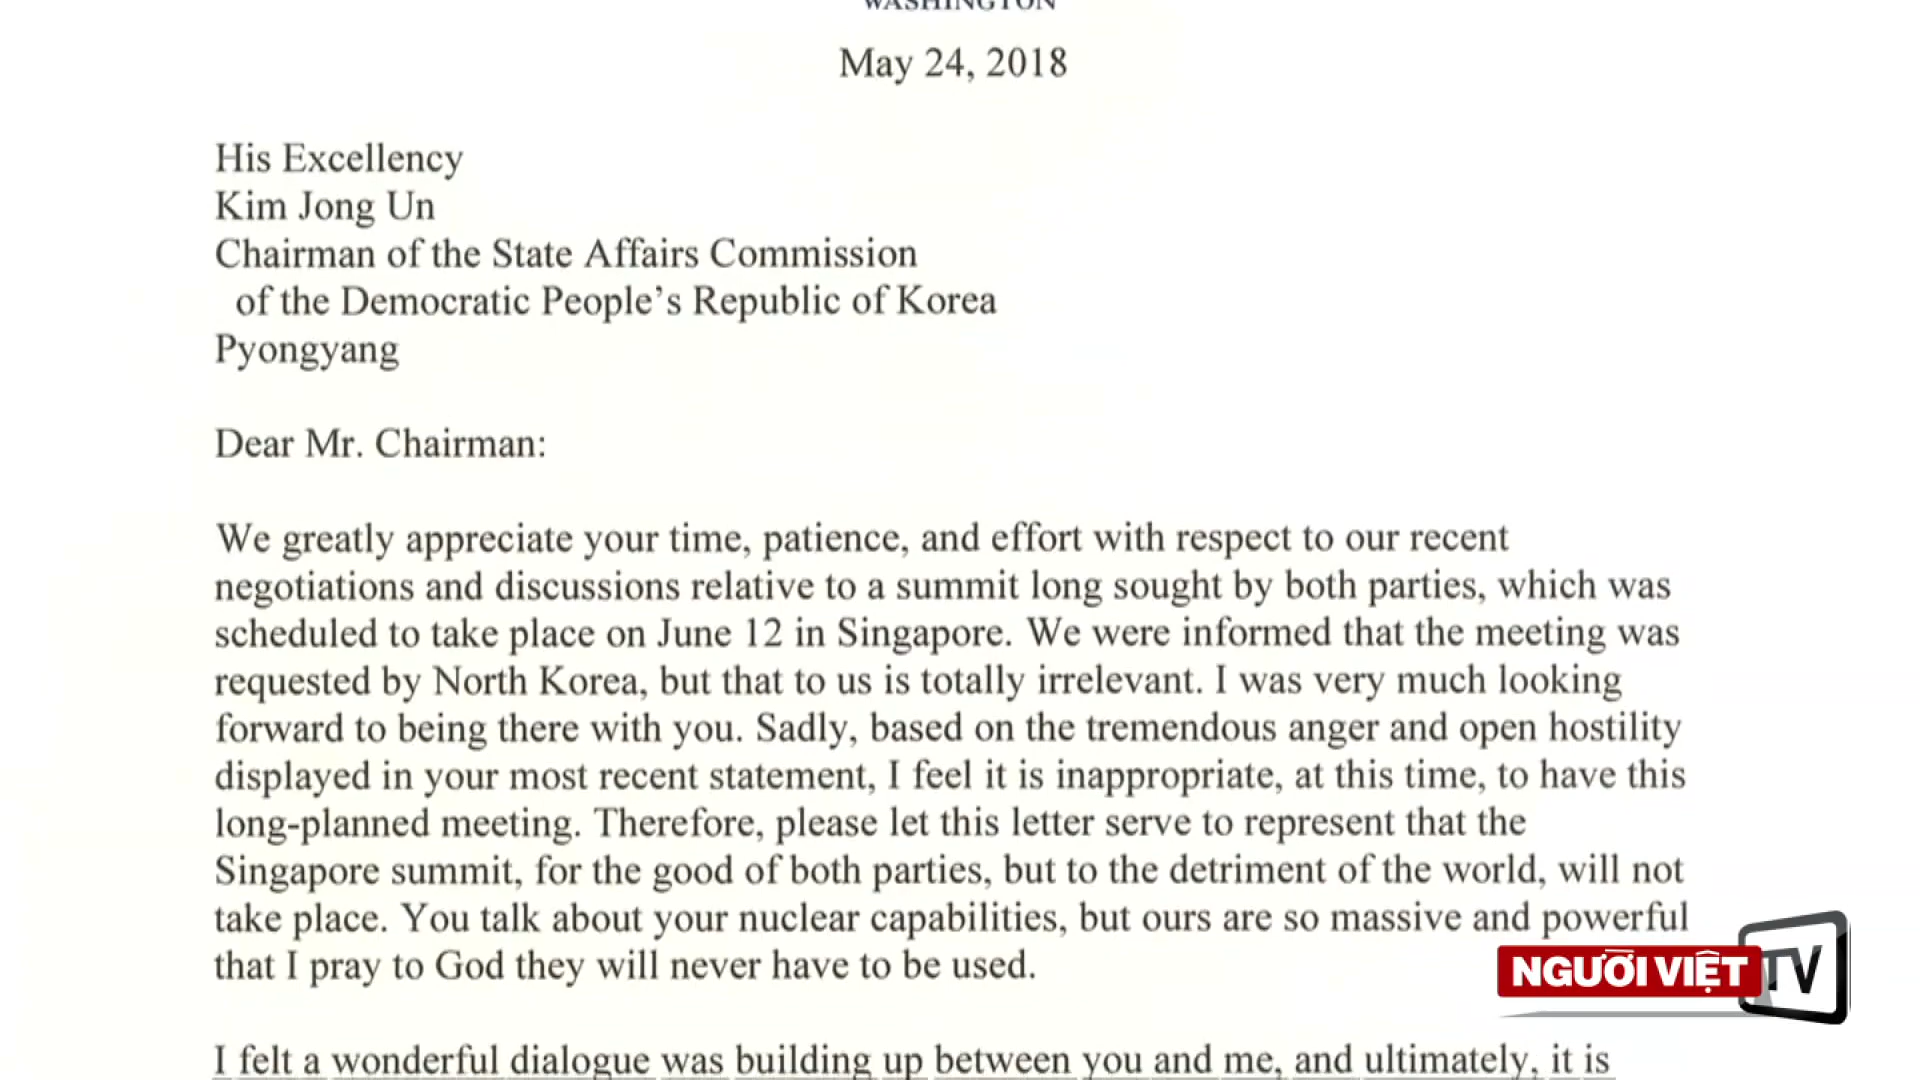 WASHINGTON
May 24, 2018
His Excellency
Kim Jong Un
Chairman of the State Affairs Commission
of the Democratic People’s Republic of Korea
Pyongyang
Dear Mr. Chairman:
We greatly appreciate your time, patience, and effort with respect to our recent
negotiations and discussions relative to a summit long sought by both parties, which was
scheduled to take place on June 12 in Singapore. We were informed that the meeting was
requested by North Korea, but that to us is totally irrelevant. I was very much looking
forward to being there with you. Sadly, based on the tremendous anger and open hostility
displayed in your most recent statement, I feel it is inappropriate, at this time, to have this
long-planned meeting. Therefore, please let this letter serve to represent that the
Singapore summit, for the good of both parties, but to the detriment of the world, will not
take place. You talk about your nuclear capabilities, but ours are so massive and powerful
that I pray to God they will never have to be used.
I felt a wonderful dialogue was building up between you and me, and ultimately, it is
NGƯỜI VIỆT TV